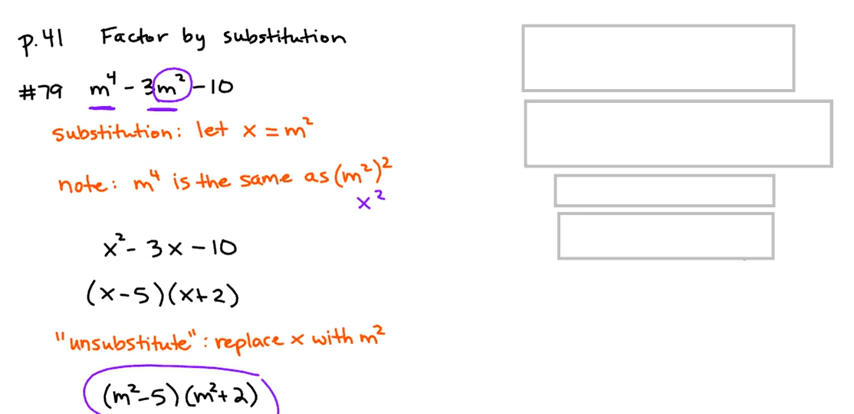 p.41 Factor by substitution
#79 m⁴ - 3m² - 10
substitution: let x = m²
note: m⁴ is the same as (m²)²
x²
x² - 3x - 10
(x-5)(x+2)
"unsubstitute": replace x with m²
(m²-5)(m²+2)